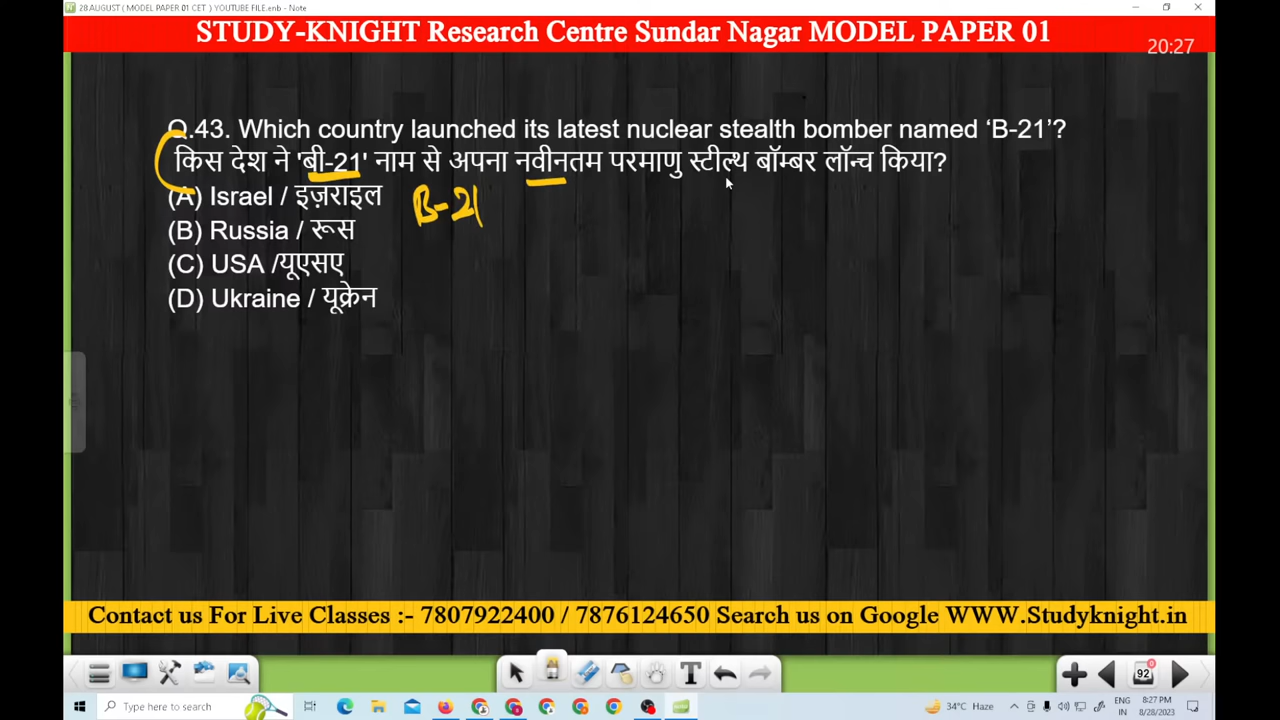 28 AUGUST ( MODEL PAPER 01 CET ) YOUTUBE FILE.enb - Note
STUDY-KNIGHT Research Centre Sundar Nagar MODEL PAPER 01
20:27
Q.43. Which country launched its latest nuclear stealth bomber named ‘B-21’?
किस देश ने 'बी-21' नाम से अपना नवीनतम परमाणु स्टील्थ बॉम्बर लॉन्च किया?
(A) Israel / इज़राइल
B-21
(B) Russia / रूस
(C) USA /यूएसए
(D) Ukraine / यूक्रेन
Contact us For Live Classes :- 7807922400 / 7876124650 Search us on Google WWW.Studyknight.in
T
92
0
Type here to search
34°C Haze
ENG
IN
8:27 PM
8/28/2023